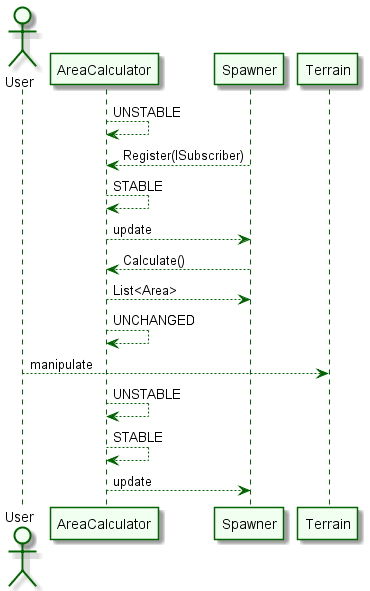 User
AreaCalculator
Spawner
Terrain
UNSTABLE
Register(ISubscriber)
STABLE
update
Calculate()
List<Area>
UNCHANGED
manipulate
UNSTABLE
STABLE
update
User
AreaCalculator
Spawner
Terrain